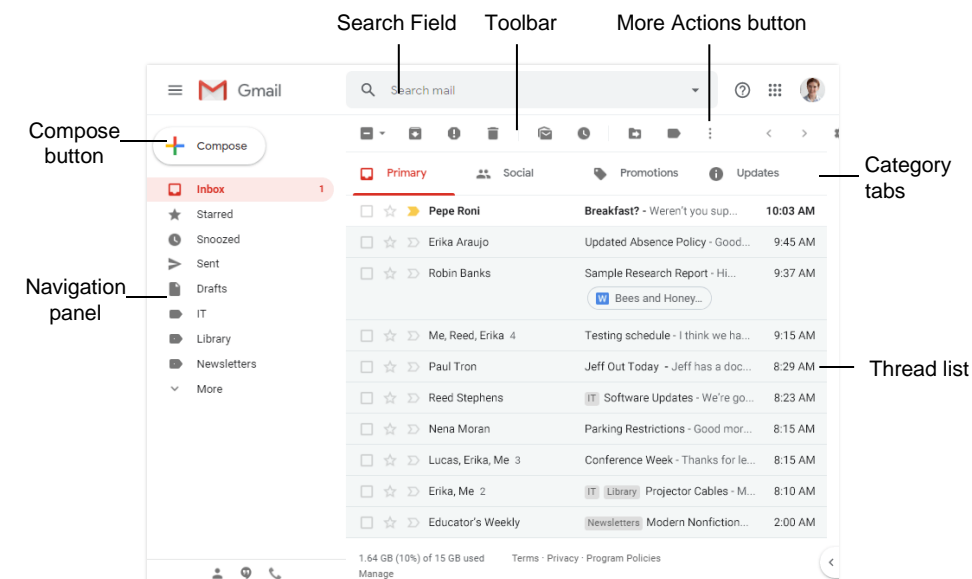 Search Field Toolbar More Actions button
Gmail Search mail
Compose button
Compose
Category tabs
Primary Social Promotions Updates
Inbox 1
Starred
Snoozed
Sent
Drafts
IT
Library
Newsletters
More
Navigation panel
Pepe Roni Breakfast? - Weren't you sup... 10:03 AM
Erika Araujo Updated Absence Policy - Good... 9:45 AM
Robin Banks Sample Research Report - Hi... 9:37 AM
W Bees and Honey...
Me, Reed, Erika 4 Testing schedule - I think we ha... 9:15 AM
Paul Tron Jeff Out Today - Jeff has a doc... 8:29 AM
Thread list
Reed Stephens IT Software Updates - We're go... 8:23 AM
Nena Moran Parking Restrictions - Good mor... 8:15 AM
Lucas, Erika, Me 3 Conference Week - Thanks for le... 8:15 AM
Erika, Me 2 IT Library Projector Cables - M... 8:10 AM
Educator's Weekly Newsletters Modern Nonfiction... 2:00 AM
1.64 GB (10%) of 15 GB used Terms · Privacy · Program Policies
Manage